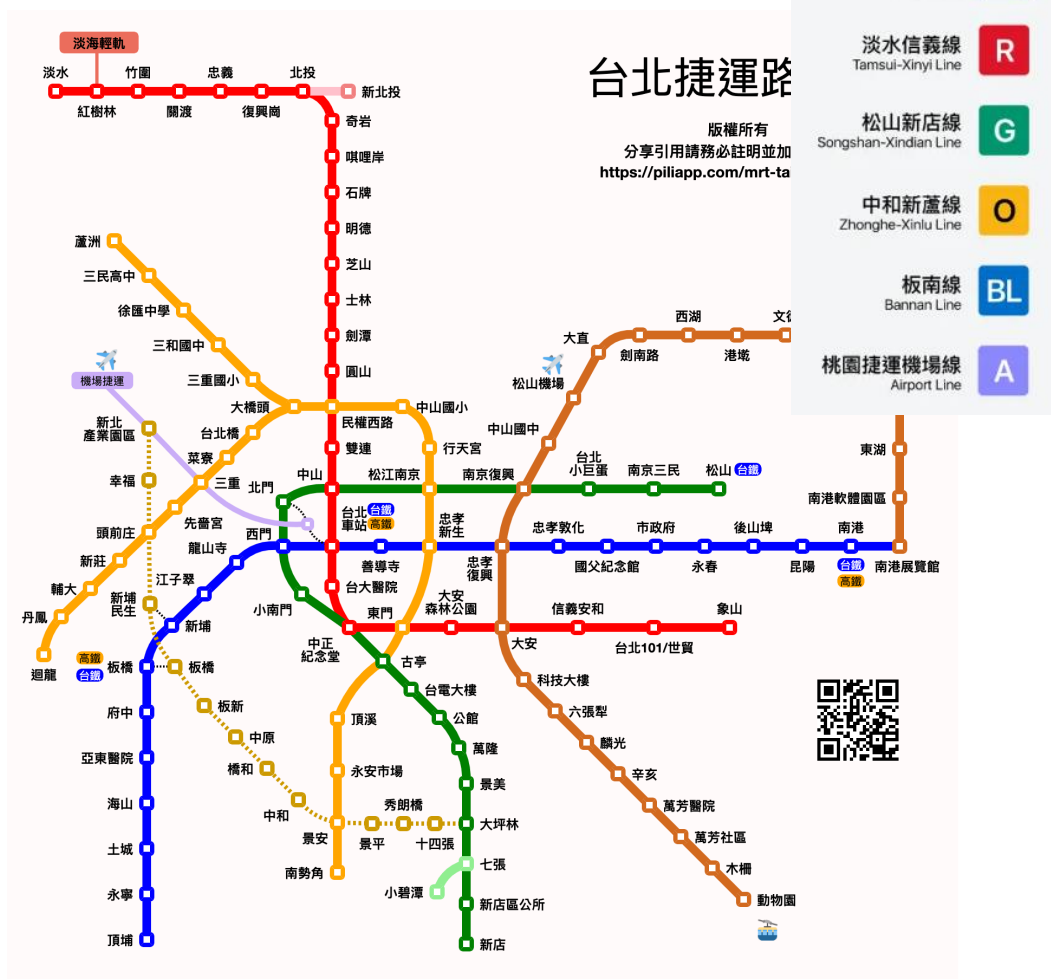 淡海輕軌
淡水
竹圍
忠義
北投
紅樹林
關渡
復興崗
新北投
奇岩
唭哩岸
石牌
明德
芝山
士林
劍潭
圓山
台北捷運路
版權所有
分享引用請務必註明並加
https://piliapp.com/mrt-ta
淡水信義線
Tamsui-Xinyi Line
R
松山新店線
Songshan-Xindian Line
G
中和新蘆線
Zhonghe-Xinlu Line
O
板南線
Bannan Line
BL
桃園捷運機場線
Airport Line
A
蘆洲
三民高中
徐匯中學
三和國中
三重國小
大橋頭
民權西路
中山國小
機場捷運
新北
產業園區
台北橋
菜寮
三重
幸福
先嗇宮
頭前庄
新莊
輔大
丹鳳
迴龍
新埔
民生
雙連
行天宮
中山
松江南京
南京復興
台北
小巨蛋
南京三民
松山
台鐵
大直
劍南路
西湖
港墘
文德
松山機場
中山國中
東湖
南港軟體園區
北門
西門
台北
車站
台鐵
高鐵
善導寺
忠孝
新生
忠孝
復興
忠孝敦化
國父紀念館
市政府
永春
後山埤
昆陽
南港
台鐵
高鐵
南港展覽館
龍山寺
江子翠
新埔
高鐵
台鐵
板橋
板橋
府中
亞東醫院
海山
土城
永寧
頂埔
板新
中原
橋和
中和
景安
景平
秀朗橋
十四張
大坪林
小南門
台大醫院
中正
紀念堂
東門
大安
森林公園
大安
信義安和
台北101/世貿
象山
古亭
台電大樓
公館
萬隆
景美
七張
小碧潭
新店區公所
新店
頂溪
永安市場
南勢角
科技大樓
六張犁
麟光
辛亥
萬芳醫院
萬芳社區
木柵
動物園